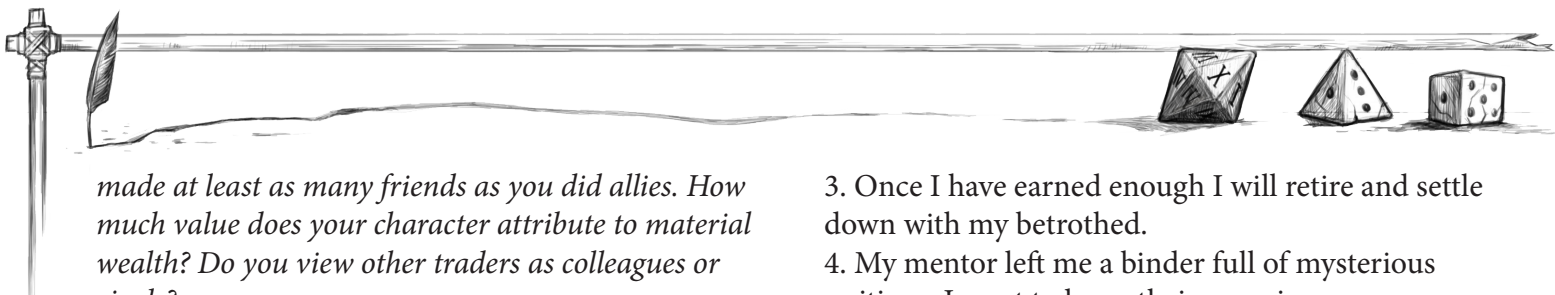 made at least as many friends as you did allies. How
much value does your character attribute to material
wealth? Do you view other traders as colleagues or
3. Once I have earned enough I will retire and settle
down with my betrothed.
4. My mentor left me a binder full of mysterious